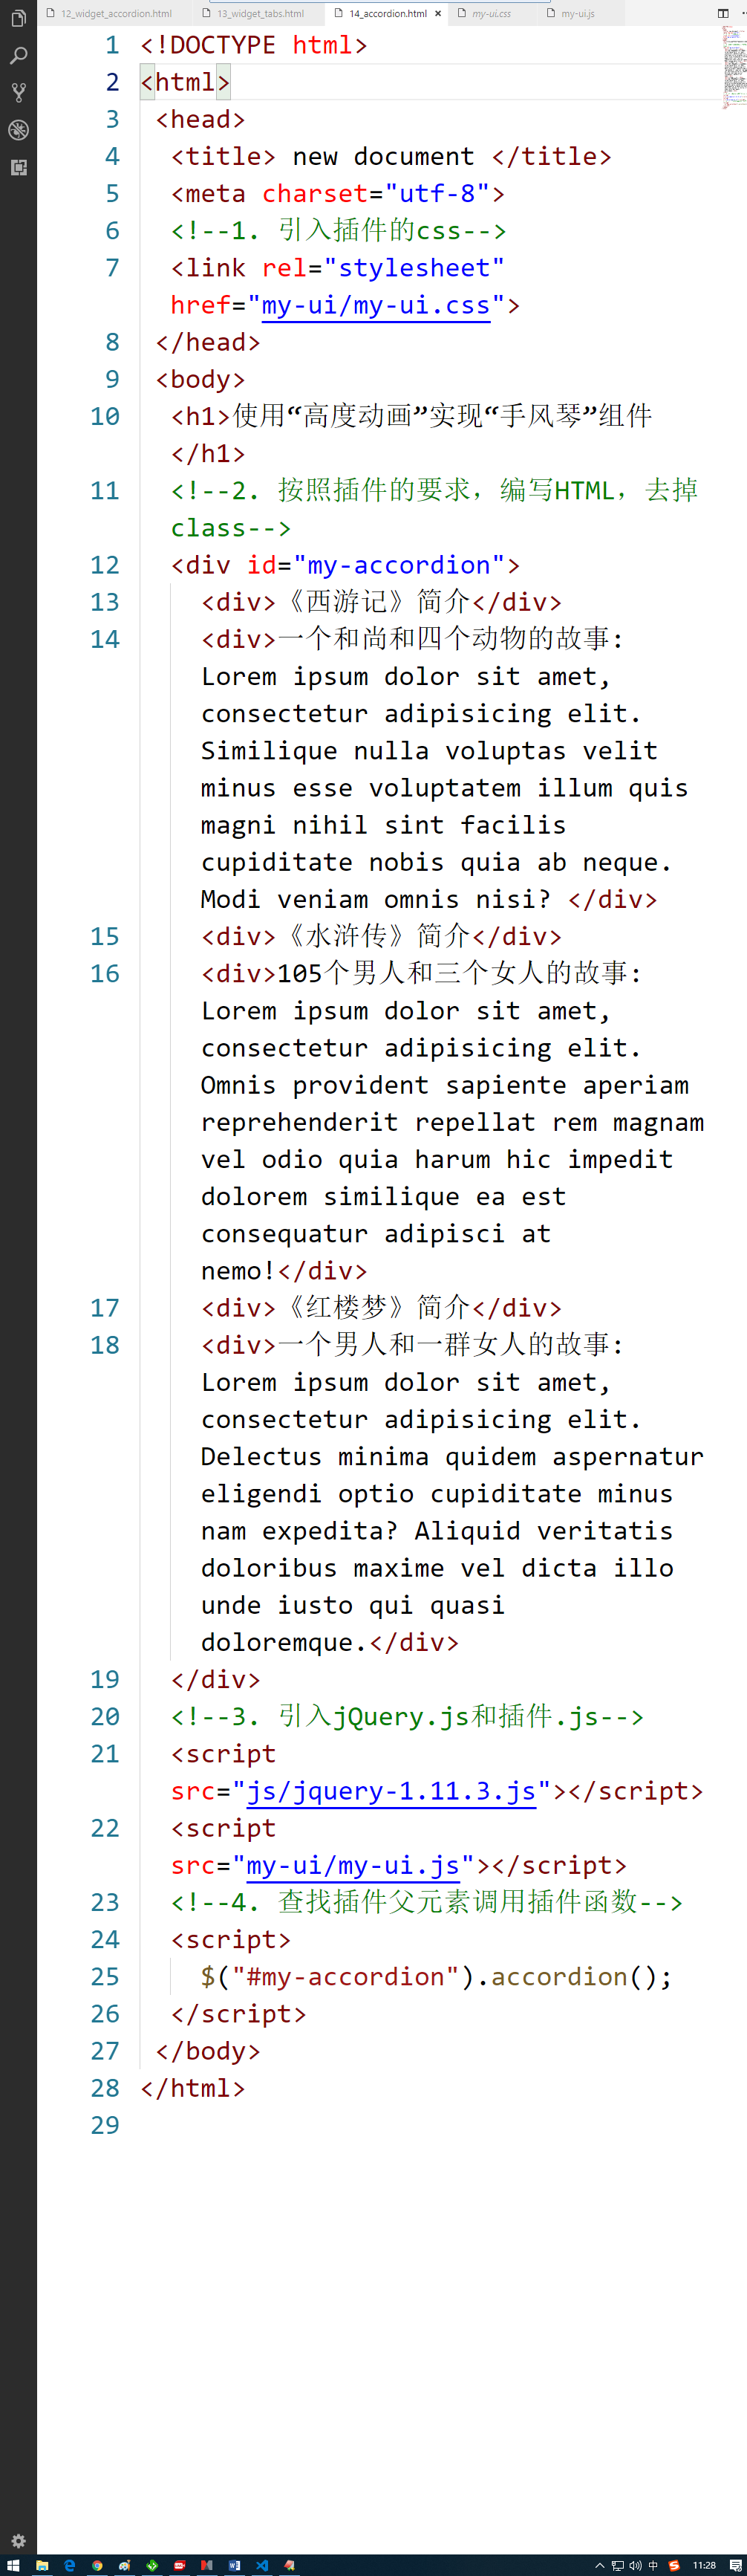 12_widget_accordion.html 13_widget_tabs.html 14_accordion.html × my-ui.css my-ui.js
1 <!DOCTYPE html>
2 <html>
3 <head>
4 <title> new document </title>
5 <meta charset="utf-8">
6 <!--1. 引入插件的css-->
7 <link rel="stylesheet"
href="my-ui/my-ui.css">
8 </head>
9 <body>
10 <h1>使用“高度动画”实现“手风琴”组件
</h1>
11 <!--2. 按照插件的要求，编写HTML，去掉
class-->
12 <div id="my-accordion">
13 <div>《西游记》简介</div>
14 <div>一个和尚和四个动物的故事:
Lorem ipsum dolor sit amet,
consectetur adipisicing elit.
Similique nulla voluptas velit
minus esse voluptatem illum quis
magni nihil sint facilis
cupiditate nobis quia ab neque.
Modi veniam omnis nisi? </div>
15 <div>《水浒传》简介</div>
16 <div>105个男人和三个女人的故事:
Lorem ipsum dolor sit amet,
consectetur adipisicing elit.
Omnis provident sapiente aperiam
reprehenderit repellat rem magnam
vel odio quia harum hic impedit
dolorem similique ea est
consequatur adipisci at
nemo!</div>
17 <div>《红楼梦》简介</div>
18 <div>一个男人和一群女人的故事:
Lorem ipsum dolor sit amet,
consectetur adipisicing elit.
Delectus minima quidem aspernatur
eligendi optio cupiditate minus
nam expedita? Aliquid veritatis
doloribus maxime vel dicta illo
unde iusto qui quasi
doloremque.</div>
19 </div>
20 <!--3. 引入jQuery.js和插件.js-->
21 <script
src="js/jquery-1.11.3.js"></script>
22 <script
src="my-ui/my-ui.js"></script>
23 <!--4. 查找插件父元素调用插件函数-->
24 <script>
25 $("#my-accordion").accordion();
26 </script>
27 </body>
28 </html>
29
中 11:28